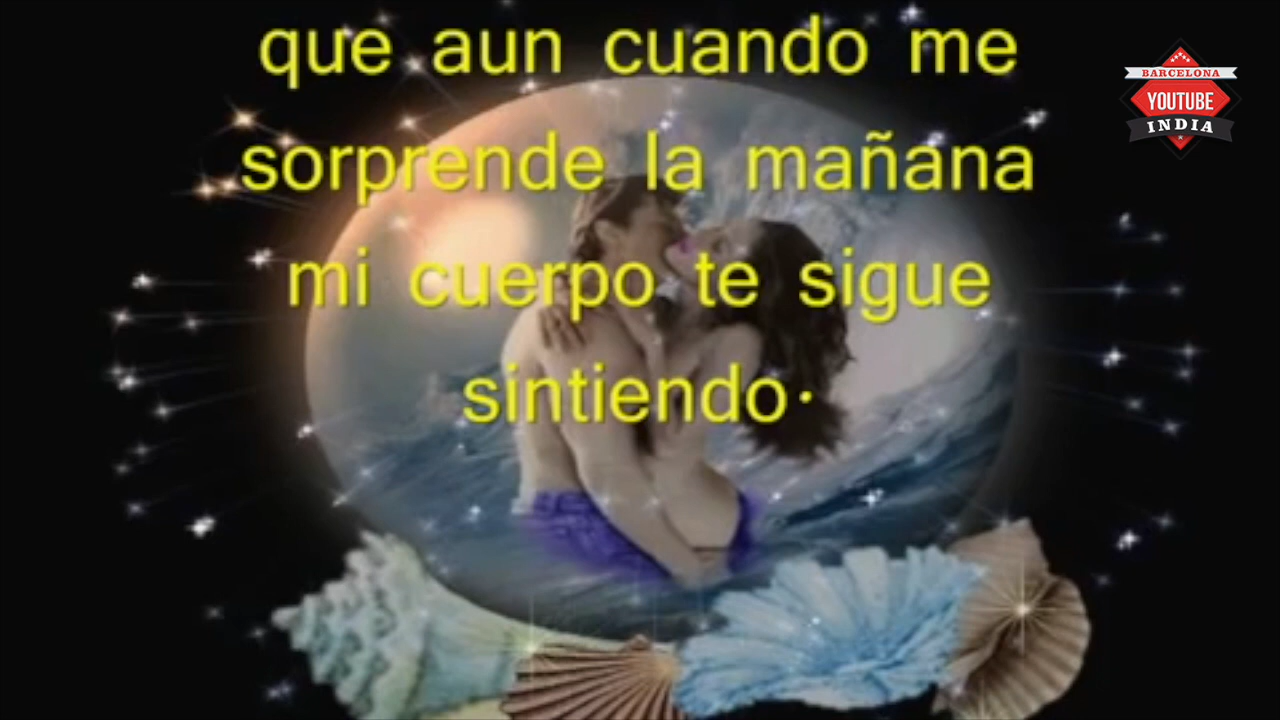 que aun cuando me
sorprende la mañana
mi cuerpo te sigue
sintiendo.
BARCELONA
YOUTUBE
INDIA